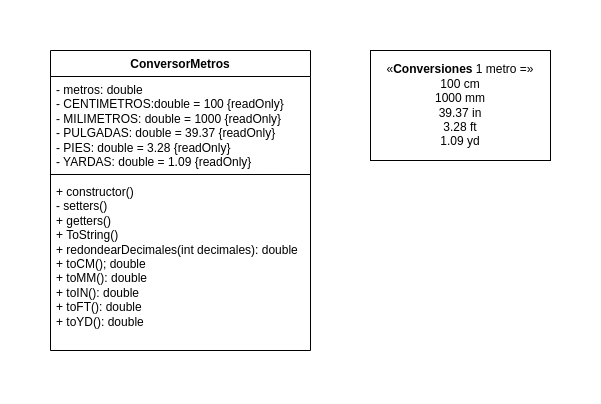 ConversorMetros
- metros: double
- CENTIMETROS:double = 100 {readOnly}
- MILIMETROS: double = 1000 {readOnly}
- PULGADAS: double = 39.37 {readOnly}
- PIES: double = 3.28 {readOnly}
- YARDAS: double = 1.09 {readOnly}
+ constructor()
- setters()
+ getters()
+ ToString()
+ redondearDecimales(int decimales): double
+ toCM(); double
+ toMM(): double
+ toIN(): double
+ toFT(): double
+ toYD(): double
«Conversiones 1 metro =»
100 cm
1000 mm
39.37 in
3.28 ft
1.09 yd